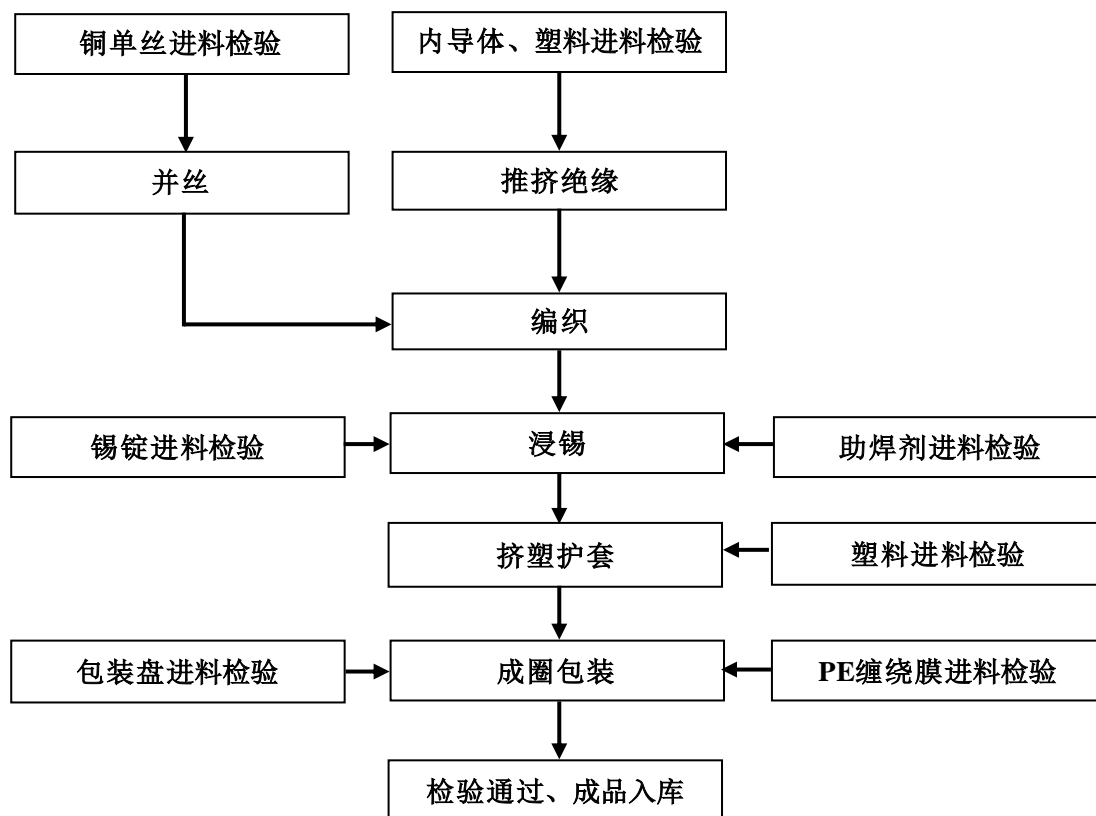 铜单丝进料检验
内导体、塑料进料检验
并丝
推挤绝缘
编织
锡锭进料检验
浸锡
助焊剂进料检验
挤塑护套
塑料进料检验
包装盘进料检验
成圈包装
PE缠绕膜进料检验
检验通过、成品入库